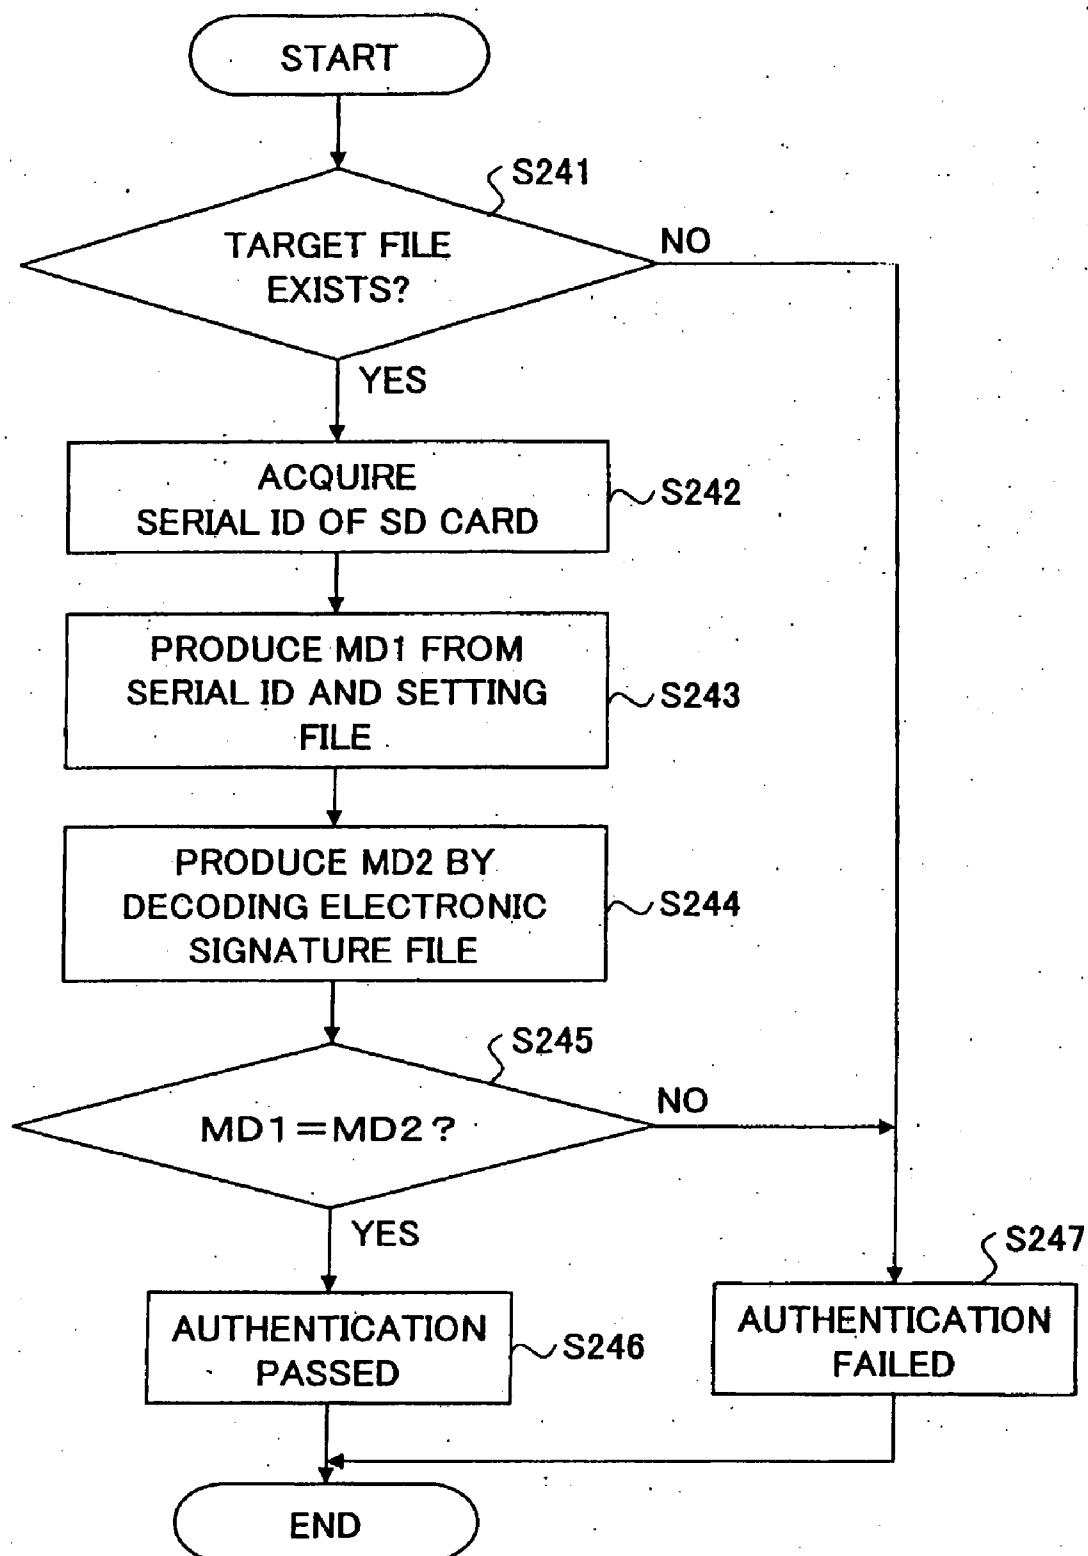 START
S241
TARGET FILE
EXISTS?
NO
YES
ACQUIRE
SERIAL ID OF SD CARD
S242
PRODUCE MD1 FROM
SERIAL ID AND SETTING
FILE
S243
PRODUCE MD2 BY
DECODING ELECTRONIC
SIGNATURE FILE
S244
S245
MD1=MD2?
NO
YES
S247
AUTHENTICATION
PASSED
S246
AUTHENTICATION
FAILED
END